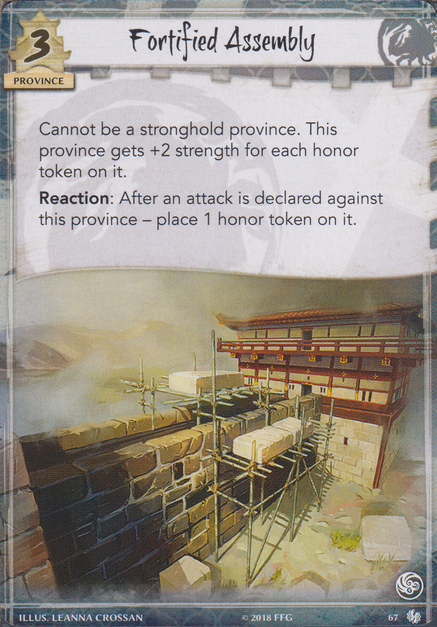 3
Fortified Assembly
PROVINCE
Cannot be a stronghold province. This
province gets +2 strength for each honor
token on it.
Reaction: After an attack is declared against
this province – place 1 honor token on it.
ILLUS. LEANNA CROSSAN
© 2018 FFG
67